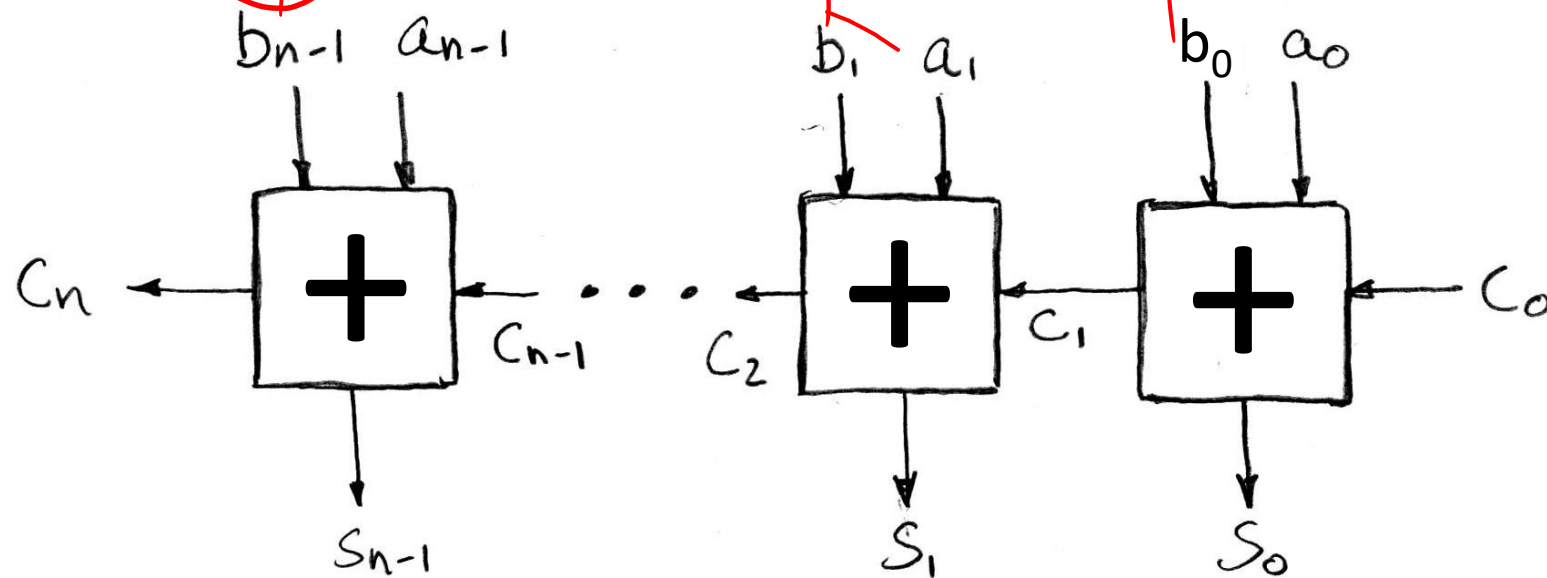 bn-1 an-1 b1 a1 b0 a0
+ + +
Cn Cn-1 C2 C1 C0
Sn-1 S1 S0